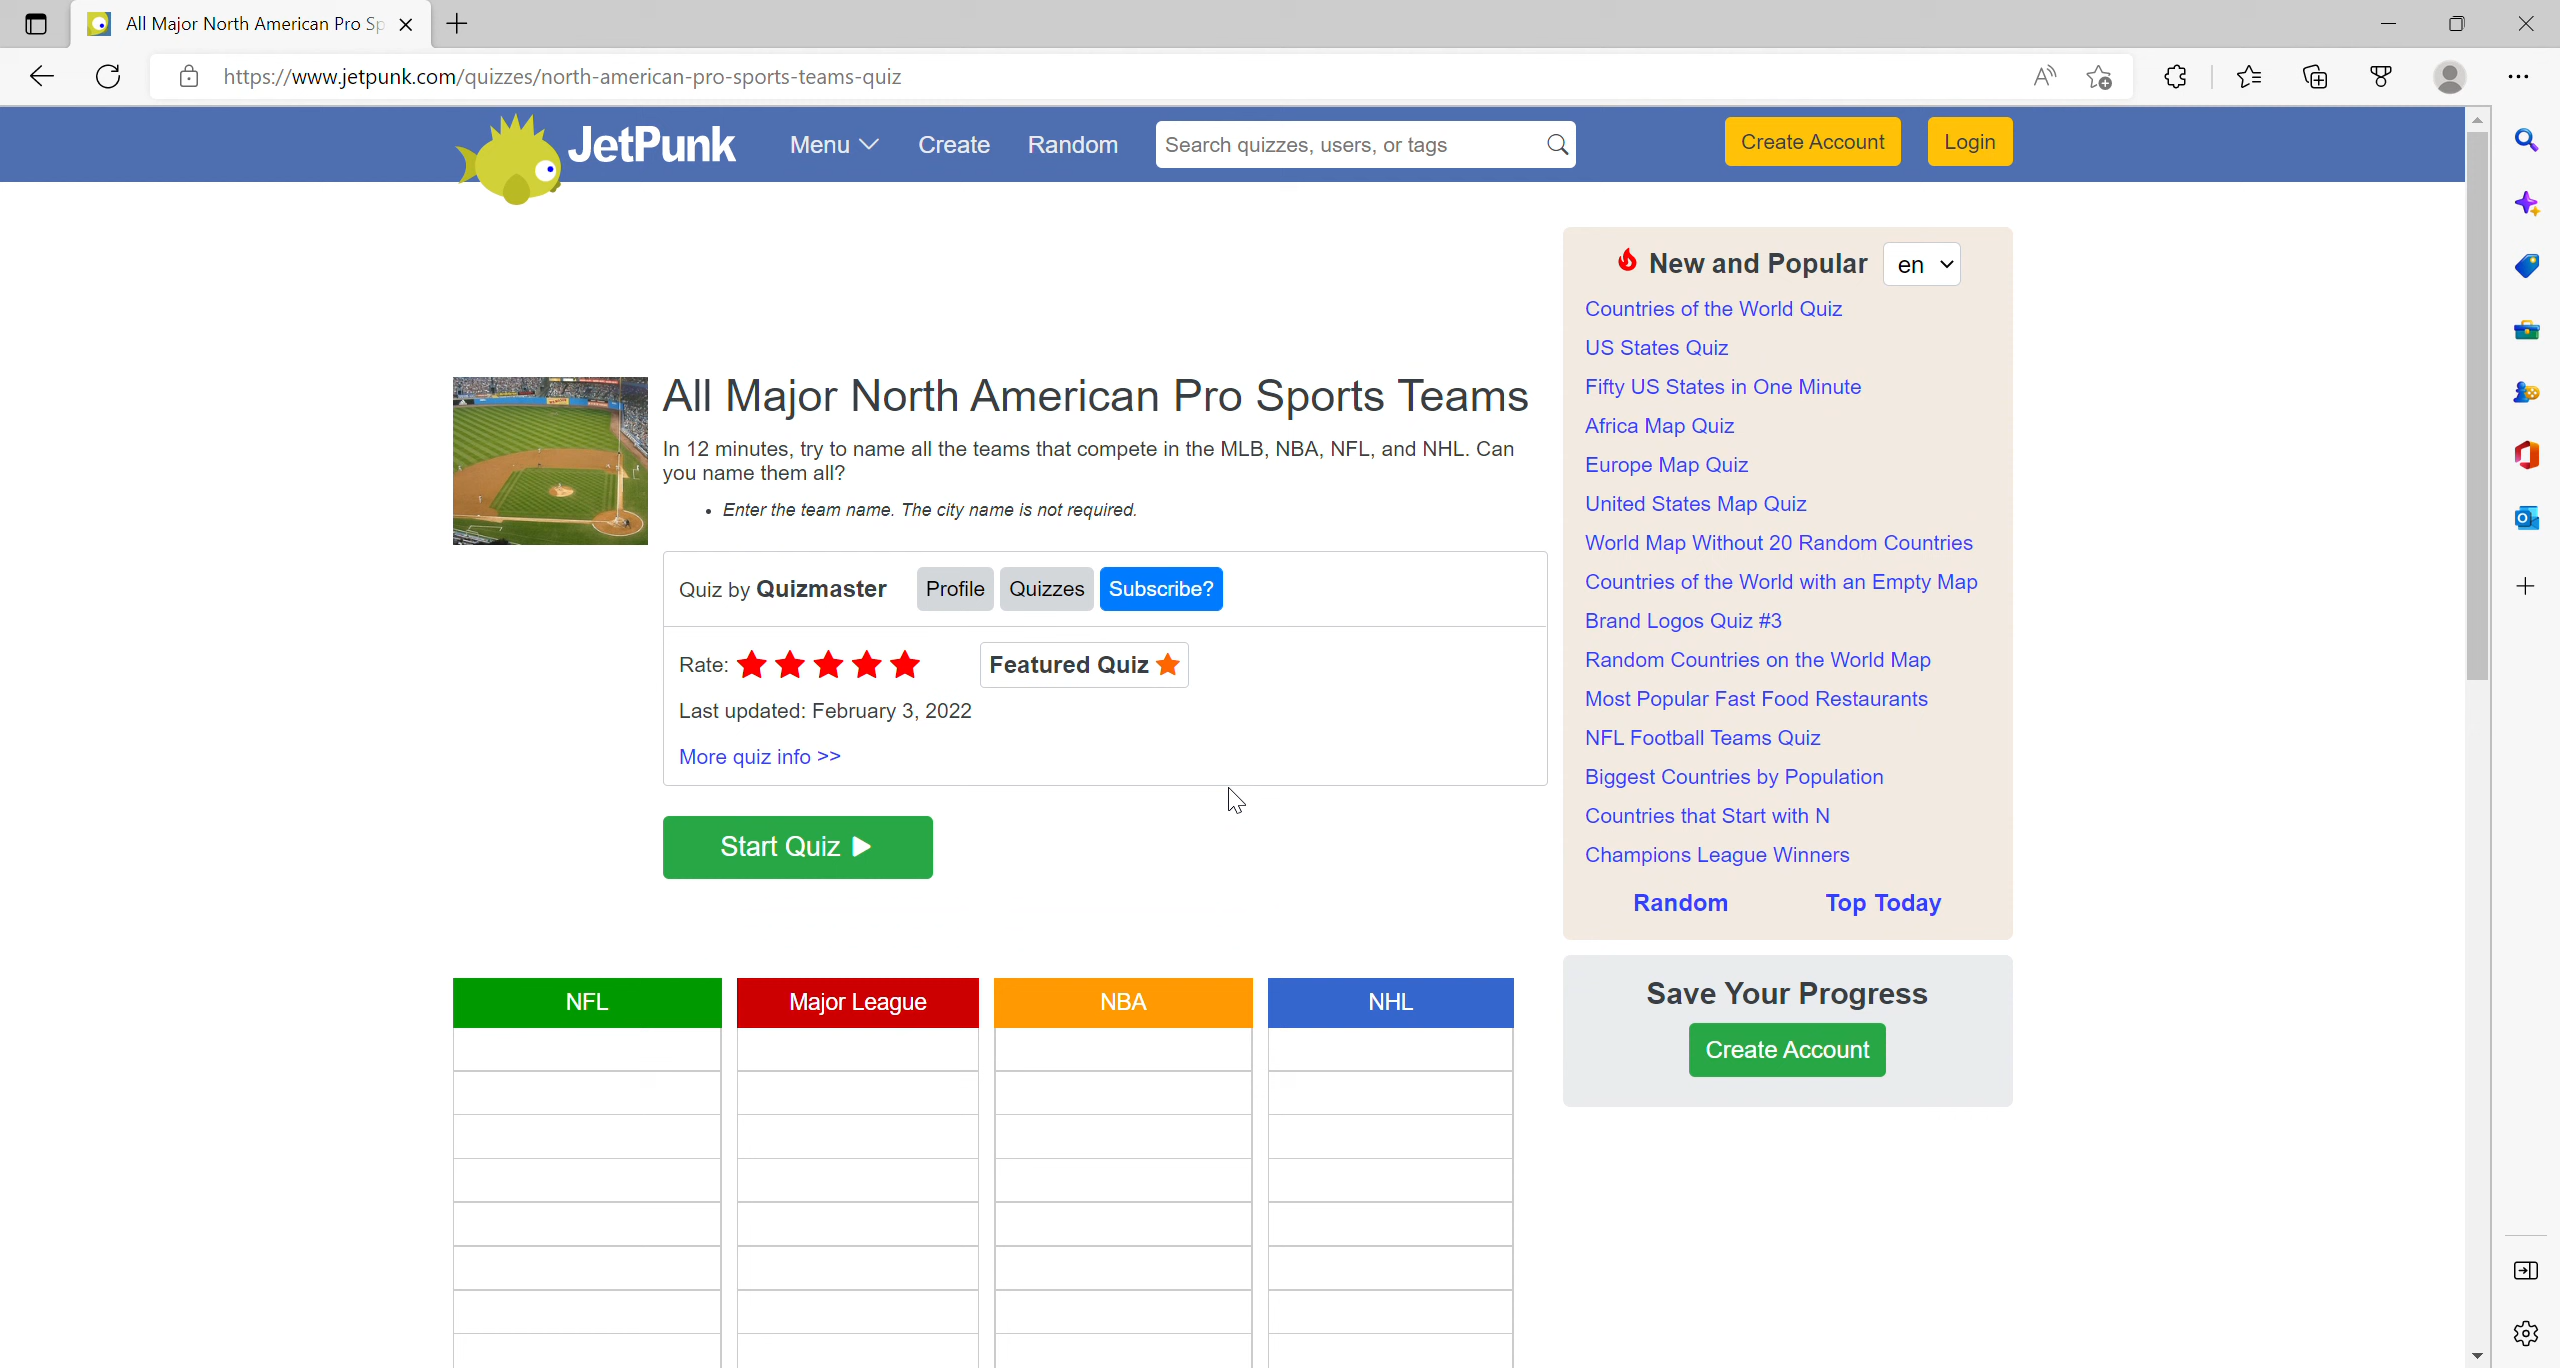 All Major North American Pro Sp
https://www.jetpunk.com/quizzes/north-american-pro-sports-teams-quiz
JetPunk
Menu
Create
Random
Search quizzes, users, or tags
Create Account
Login
All Major North American Pro Sports Teams
In 12 minutes, try to name all the teams that compete in the MLB, NBA, NFL, and NHL. Can
you name them all?
• Enter the team name. The city name is not required.
Quiz by Quizmaster
Profile
Quizzes
Subscribe?
Rate:
Featured Quiz
Last updated: February 3, 2022
More quiz info >>
Start Quiz
NFL
Major League
NBA
NHL
New and Popular
en
Countries of the World Quiz
US States Quiz
Fifty US States in One Minute
Africa Map Quiz
Europe Map Quiz
United States Map Quiz
World Map Without 20 Random Countries
Countries of the World with an Empty Map
Brand Logos Quiz #3
Random Countries on the World Map
Most Popular Fast Food Restaurants
NFL Football Teams Quiz
Biggest Countries by Population
Countries that Start with N
Champions League Winners
Random
Top Today
Save Your Progress
Create Account